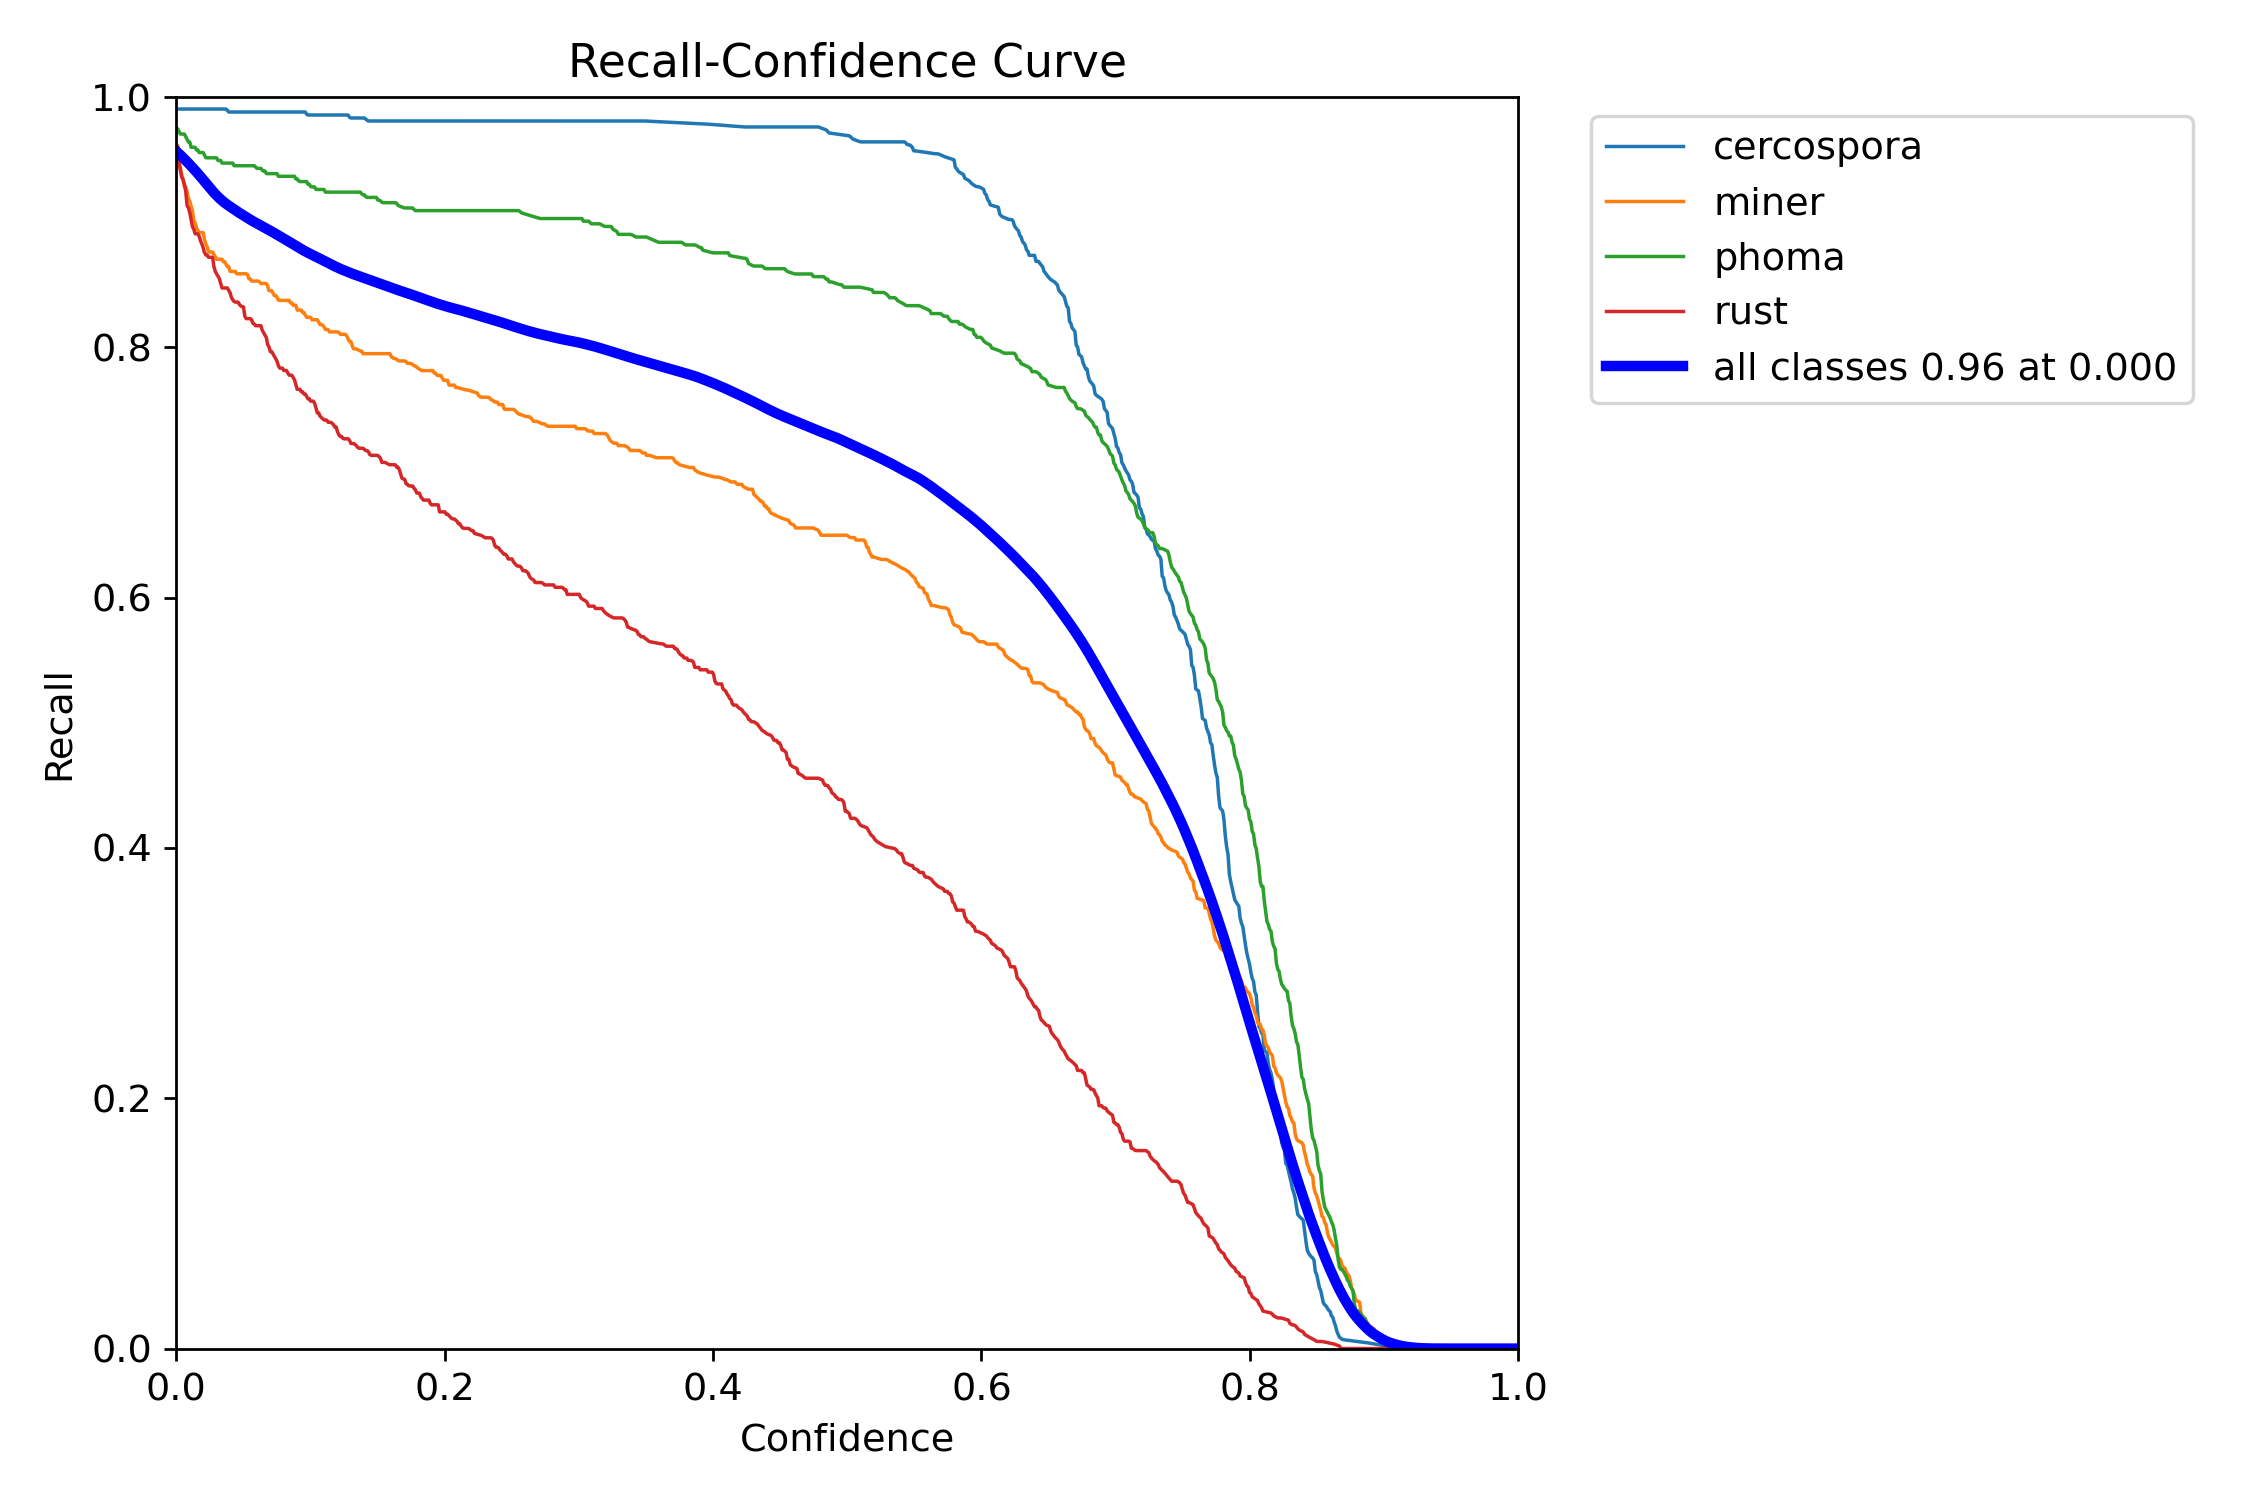 Recall-Confidence Curve
1.0
0.8
0.6
0.4
0.2
0.0
Recall
0.0 0.2 0.4 0.6 0.8 1.0
Confidence
cercospora
miner
phoma
rust
all classes 0.96 at 0.000